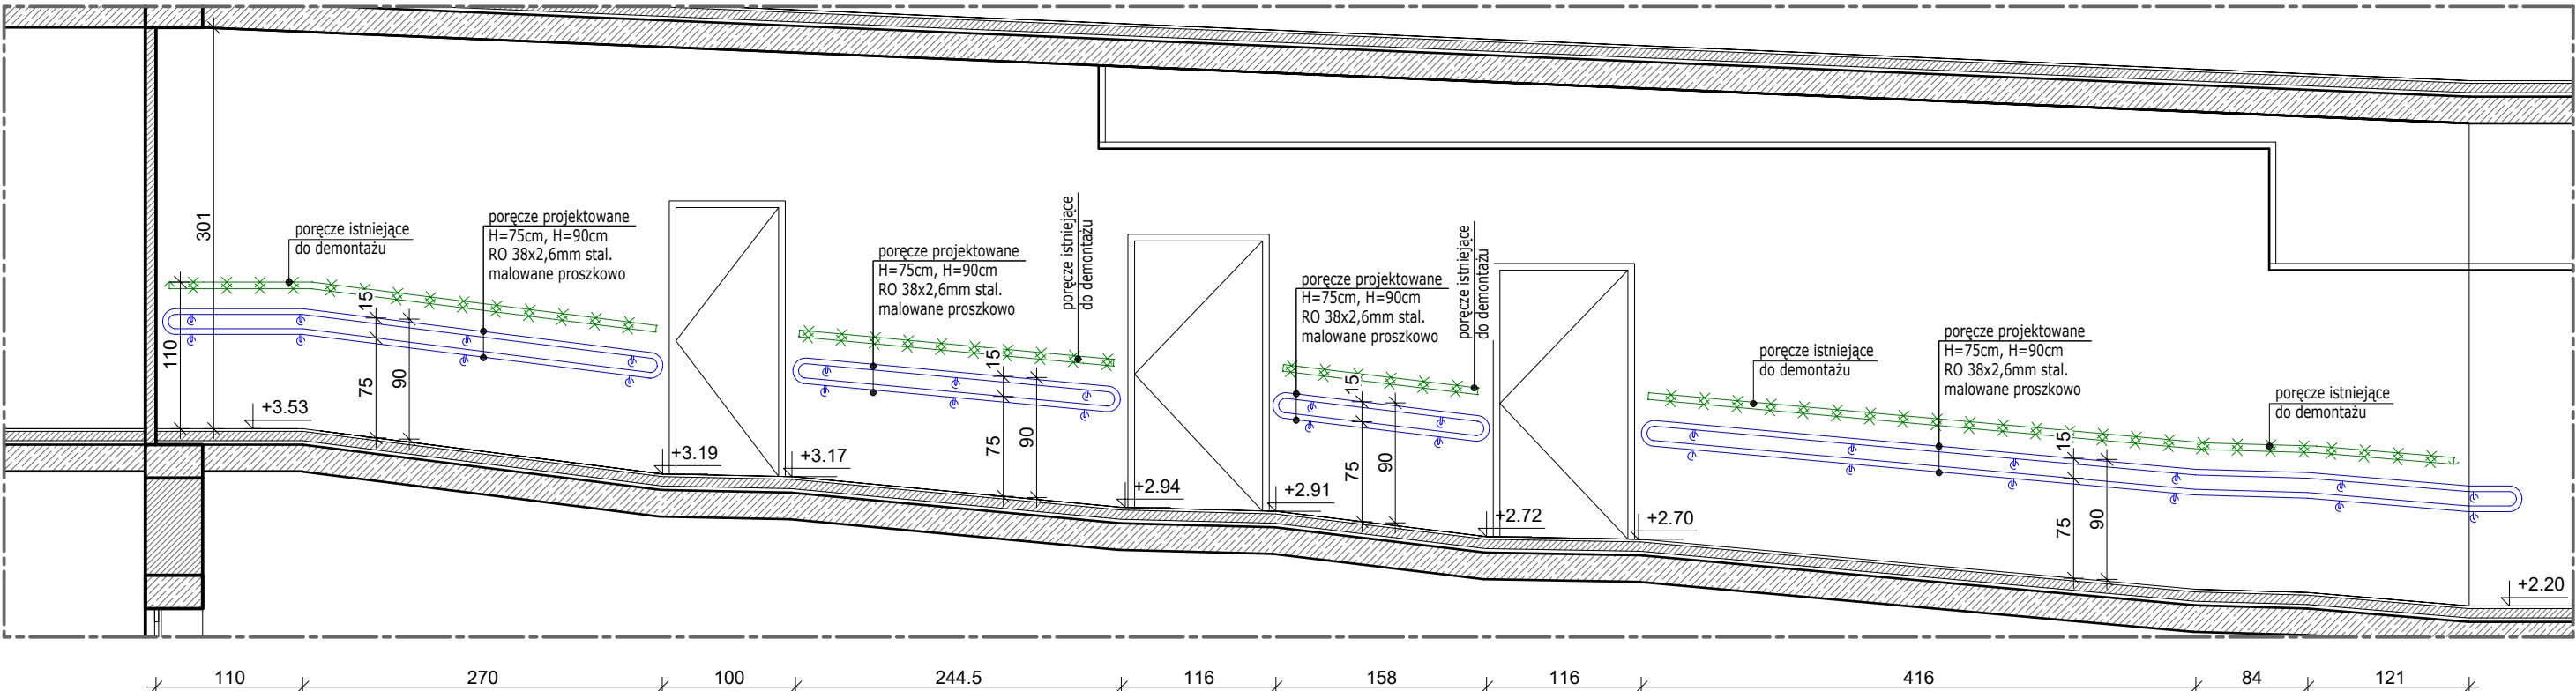 301
poręcze istniejące
do demontażu
poręcze projektowane
H=75cm, H=90cm
RO 38x2,6mm stal.
malowane proszkowo
110
15
75
90
+3.53
+3.19
+3.17
poręcze projektowane
H=75cm, H=90cm
RO 38x2,6mm stal.
malowane proszkowo
poręcze istniejące
do demontażu
15
75
90
+2.94
+2.91
poręcze projektowane
H=75cm, H=90cm
RO 38x2,6mm stal.
malowane proszkowo
poręcze istniejące
do demontażu
15
75
90
+2.72
+2.70
poręcze istniejące
do demontażu
poręcze projektowane
H=75cm, H=90cm
RO 38x2,6mm stal.
malowane proszkowo
15
75
90
poręcze istniejące
do demontażu
+2.20
110 270 100 244.5 116 158 116 416 84 121